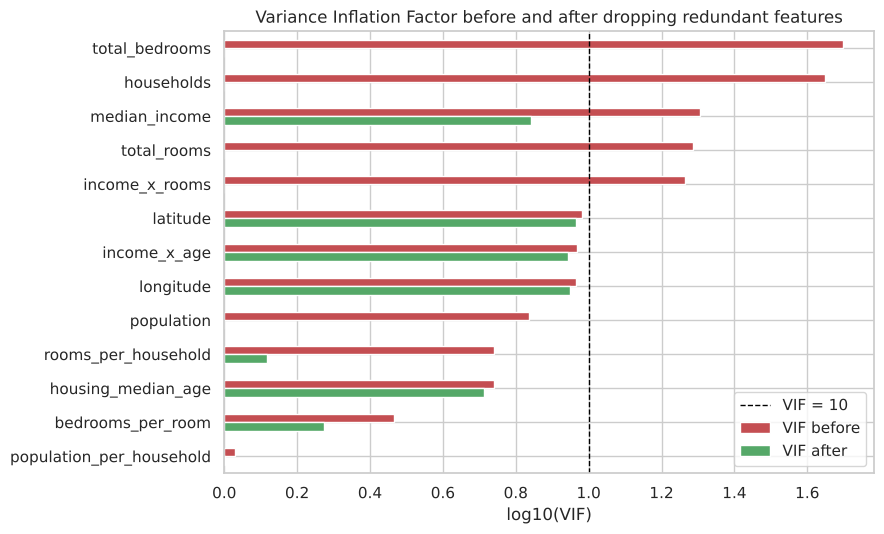 Variance Inflation Factor before and after dropping redundant features
total_bedrooms
households
median_income
total_rooms
income_x_rooms
latitude
income_x_age
longitude
population
rooms_per_household
housing_median_age
bedrooms_per_room
population_per_household
VIF = 10
VIF before
VIF after
0.0 0.2 0.4 0.6 0.8 1.0 1.2 1.4 1.6
log10(VIF)